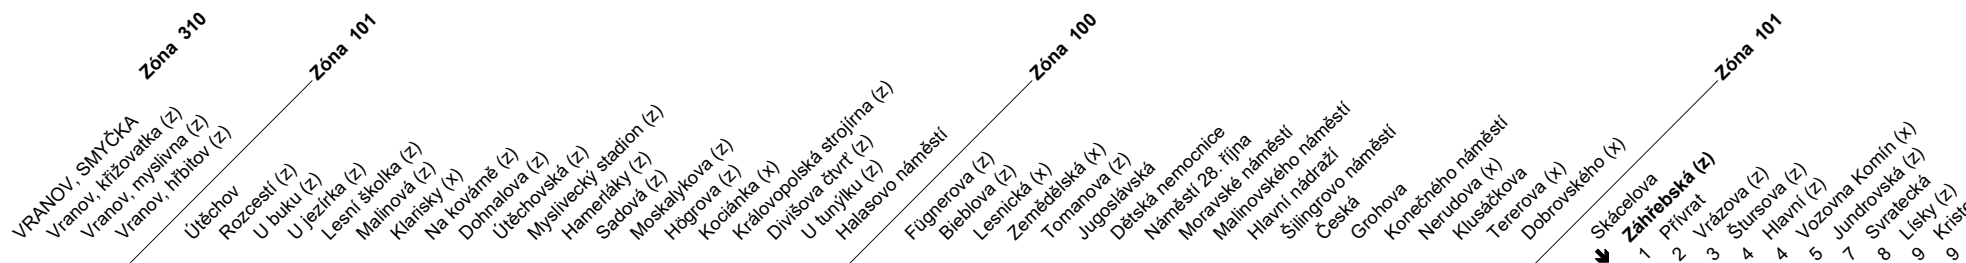 Zóna 310
VRANOV, SMYČKA
Vranov, křižovatka (z)
Vranov, myslivna (z)
Vranov, hřbitov (z)
Zóna 101
Útěchov
Rozcestí (z)
U buku (z)
U jezírka (z)
Lesní školka (z)
Malinová (z)
Klarisky (x)
Na kovárně (z)
Dohnalova (z)
Útěchovská (z)
Myslivecký stadion (z)
Hamerláky (z)
Sadová (z)
Moskalykova (z)
Högrova (z)
Kociánka (x)
Královopolská strojírna (z)
Divišova čtvrť (z)
U tunýlku (z)
Halasovo náměstí
Zóna 100
Fügnerova (z)
Bieblova (z)
Lesnická (x)
Zemědělská (x)
Tomanova (z)
Jugoslávská
Dětská nemocnice
Náměstí 28. října
Moravské náměstí
Malinovského náměstí
Hlavní nádraží
Šilingrovo náměstí
Česká
Grohova
Konečného náměstí
Nerudova (x)
Klusáčkova
Tererova (x)
Dobrovského (x)
Zóna 101
Skácelova
Záhřebská (z)
1 Přívrat
2 Vrázova (z)
3 Štursova (z)
4 Hlavní (z)
4 Vozovna Komín (x)
5 Jundrovská (z)
7 Svratecká
8 Lísky (z)
9 Kriste
9